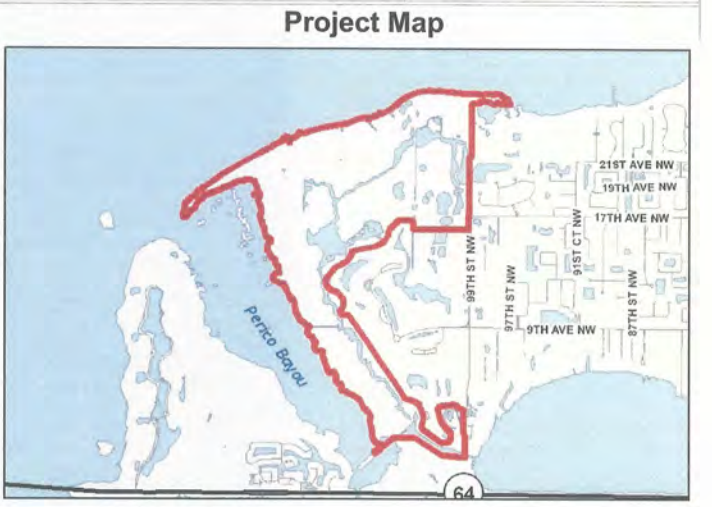 Project Map
21ST AVE NW
19TH AVE NW
17TH AVE NW
99TH ST NW
97TH ST NW
91ST CT NW
87TH ST NW
9TH AVE NW
Perico Bayou
64